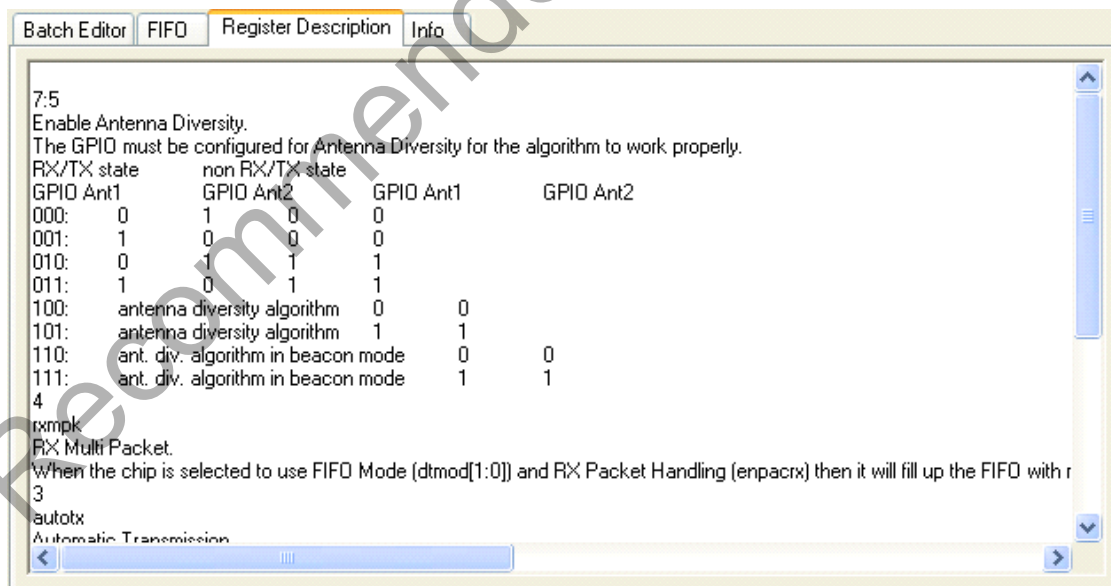 Batch Editor FIFO Register Description Info
7:5
Enable Antenna Diversity.
The GPIO must be configured for Antenna Diversity for the algorithm to work properly.
RX/TX state non RX/TX state
GPIO Ant1 GPIO Ant2 GPIO Ant1 GPIO Ant2
000: 0 1 0 0
001: 1 0 0 0
010: 0 1 1 1
011: 1 0 1 1
100: antenna diversity algorithm 0 0
101: antenna diversity algorithm 1 1
110: ant. div. algorithm in beacon mode 0 0
111: ant. div. algorithm in beacon mode 1 1
4
rxmpk
RX Multi Packet.
When the chip is selected to use FIFO Mode (dtmod[1:0]) and RX Packet Handling (enpacrx) then it will fill up the FIFO with
3
autotx
Automatic Transmission